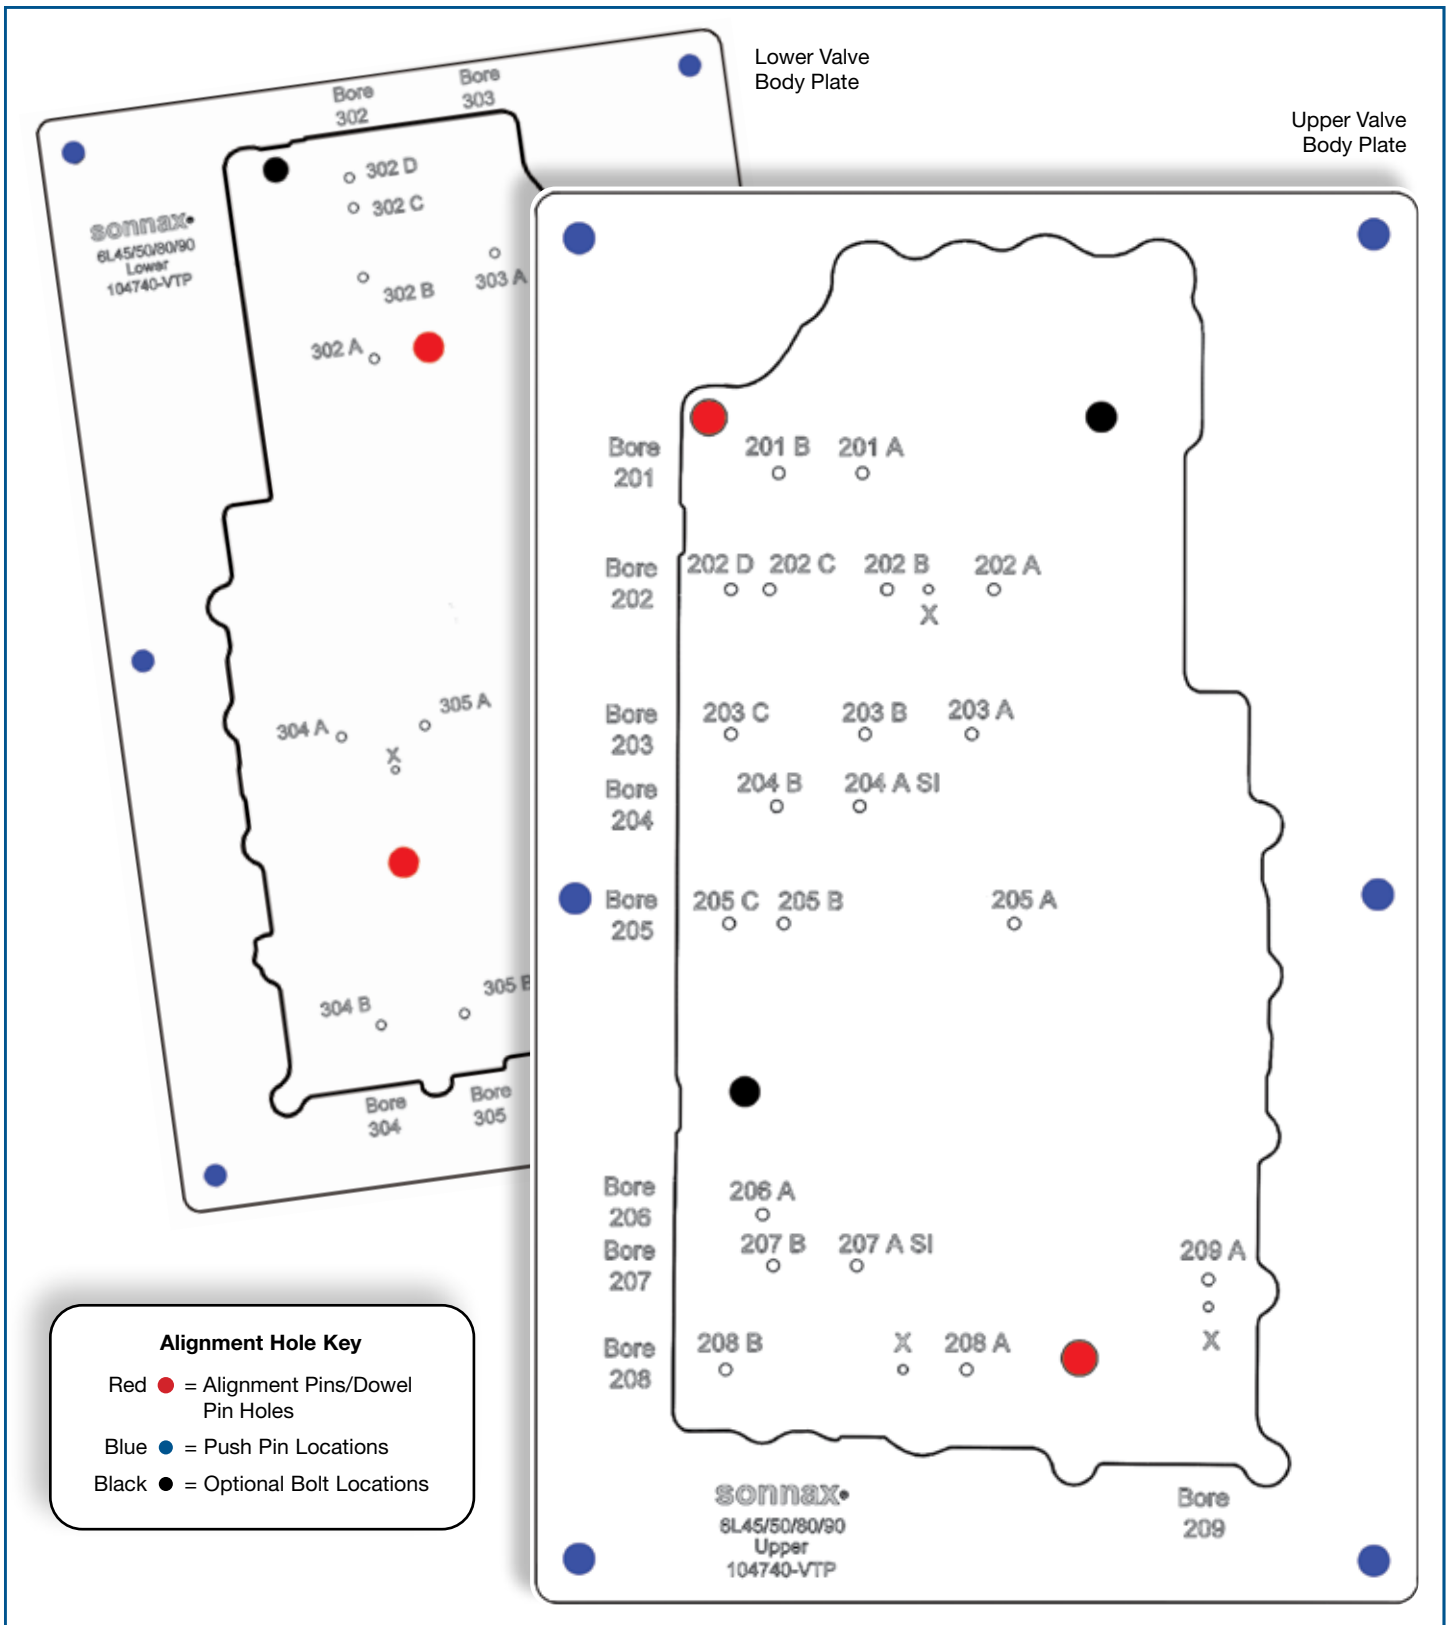 Lower Valve
Body Plate
Upper Valve
Body Plate
Bore
302
Bore
303
302 D
302 C
303 A
302 B
302 A
sonnax
6L45/50/80/90
Lower
104740-VTP
305 A
304 A
X
305 B
304 B
Bore
304
Bore
305
Bore
201
201 B 201 A
Bore
202
202 D 202 C 202 B 202 A
X
Bore
203
203 C 203 B 203 A
Bore
204
204 B 204 A SI
Bore
205
205 C 205 B 205 A
Bore
206
206 A
Bore
207
207 B 207 A SI
209 A
X
Bore
208
208 B X 208 A
sonnax
6L45/50/80/90
Upper
104740-VTP
Bore
209
Alignment Hole Key
Red = Alignment Pins/Dowel
Pin Holes
Blue = Push Pin Locations
Black = Optional Bolt Locations